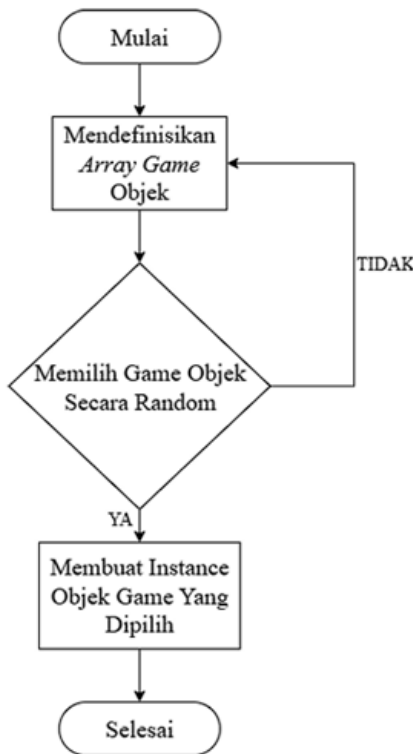 Mulai
Mendefinisikan
Array Game
Objek
TIDAK
Memilih Game Objek
Secara Random
YA
Membuat Instance
Objek Game Yang
Dipilih
Selesai